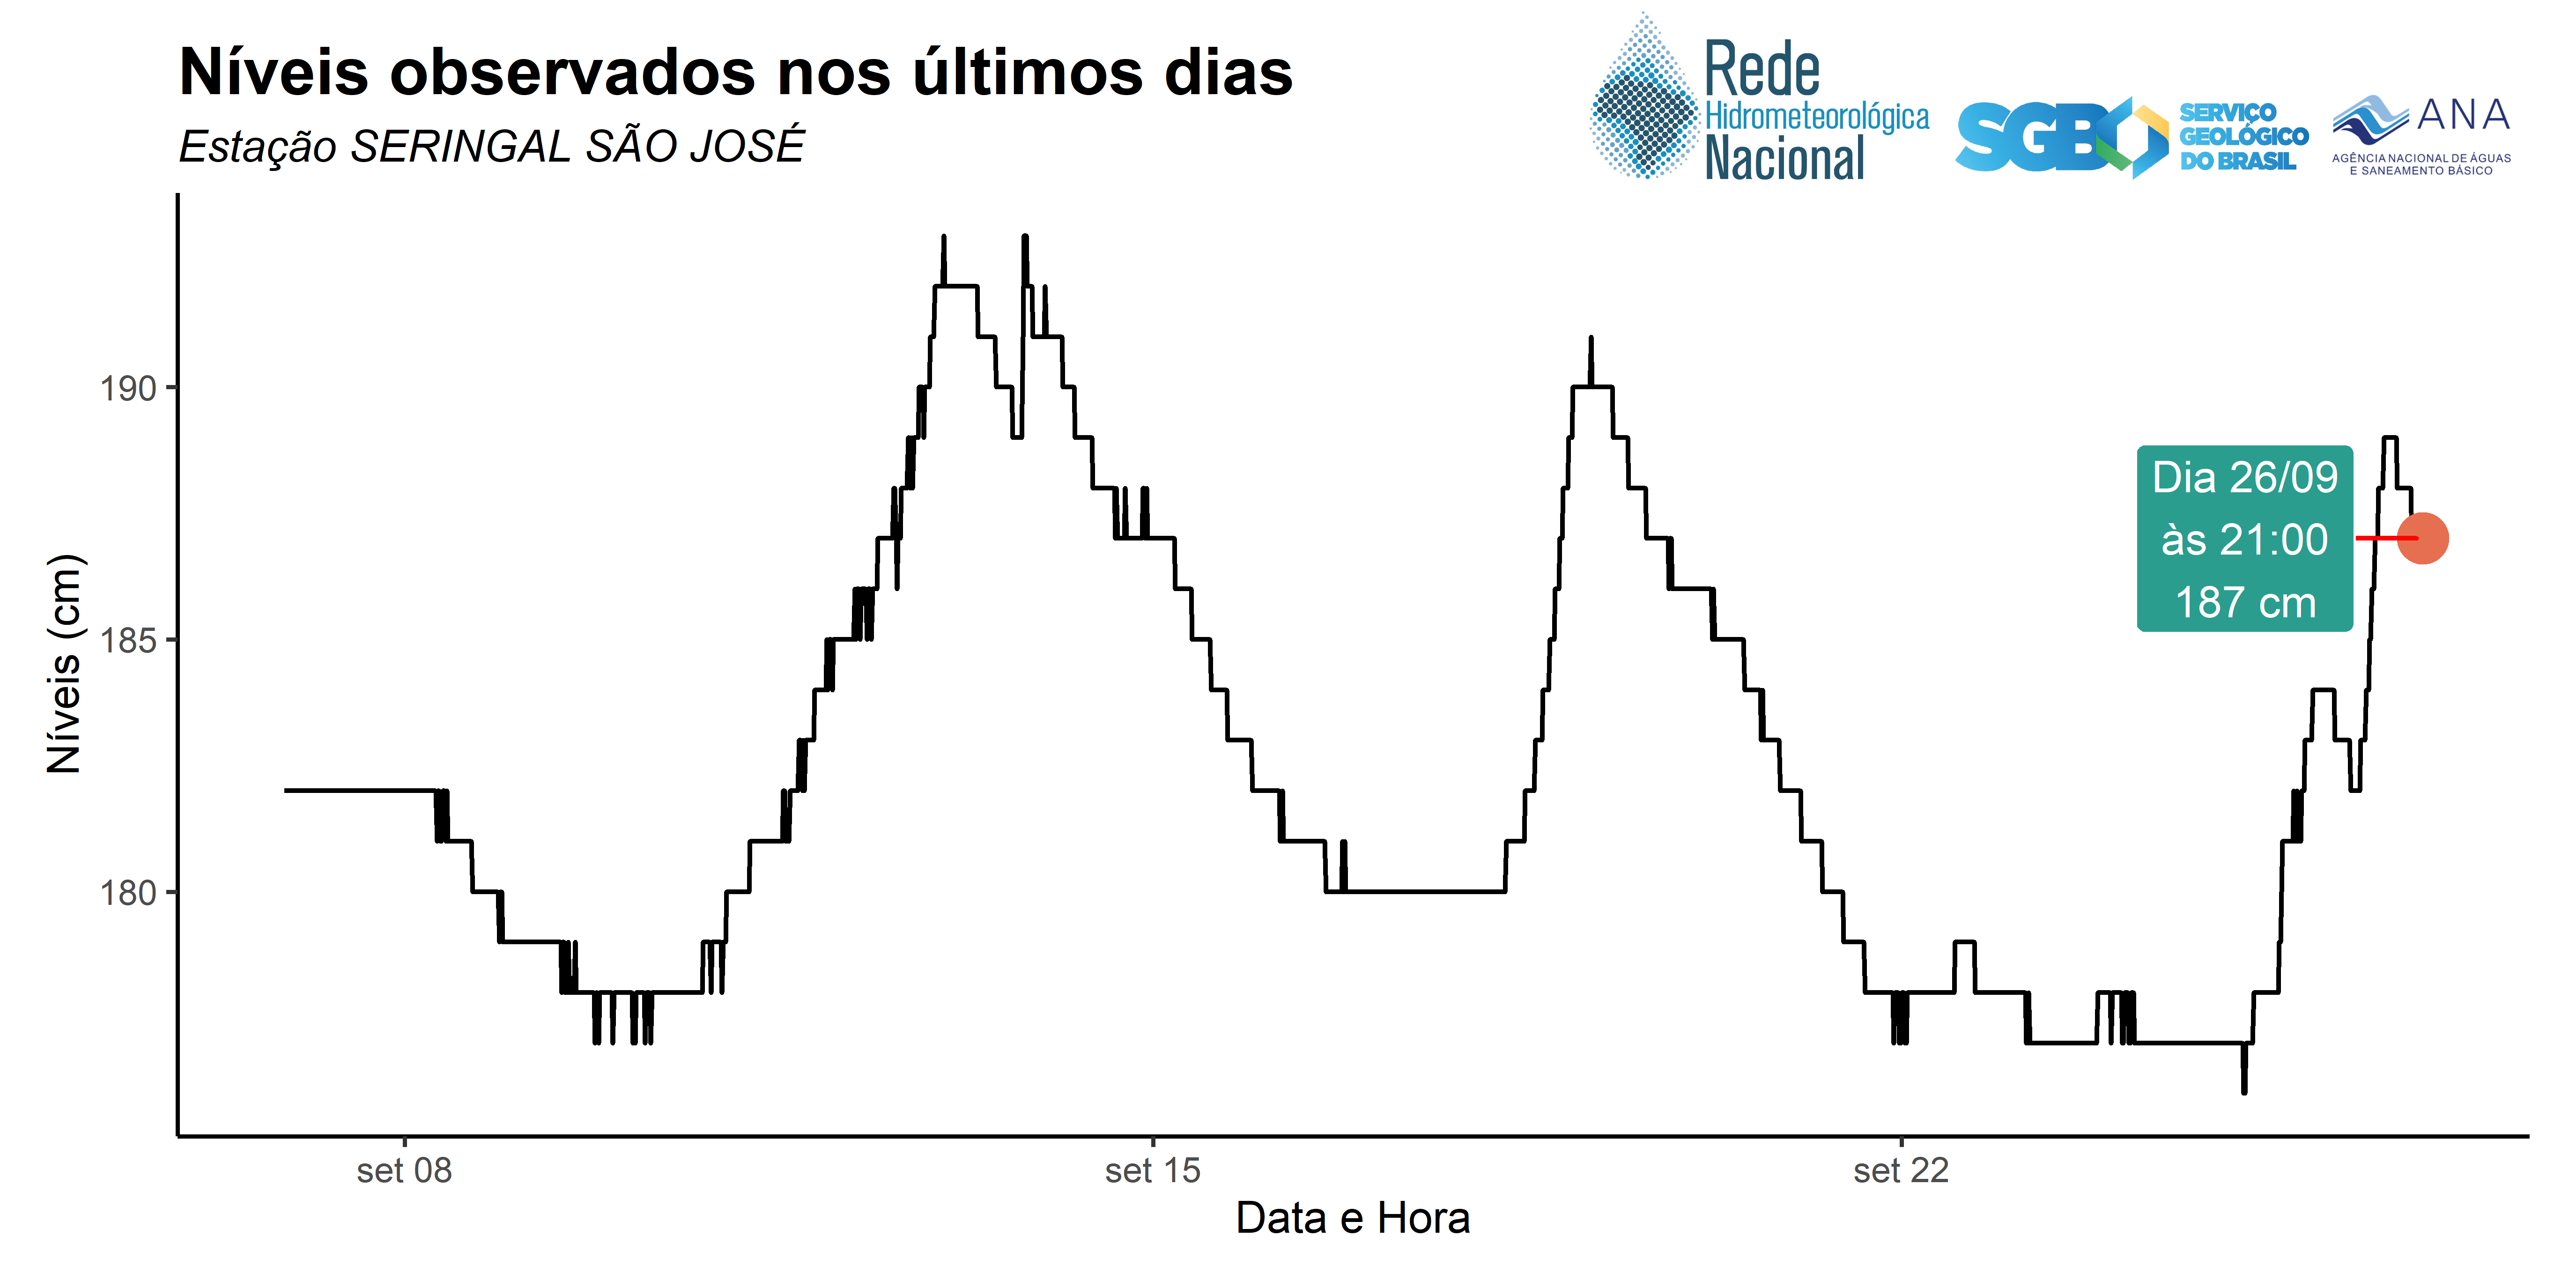 Níveis observados nos últimos dias
Estação SERINGAL SÃO JOSÉ
Rede
Hidrometeorológica
Nacional
SGB
SERVIÇO
GEOLÓGICO
DO BRASIL
ANA
AGÊNCIA NACIONAL DE ÁGUAS
E SANEAMENTO BÁSICO
Níveis (cm)
190
185
180
Dia 26/09
às 21:00
187 cm
set 08
set 15
set 22
Data e Hora